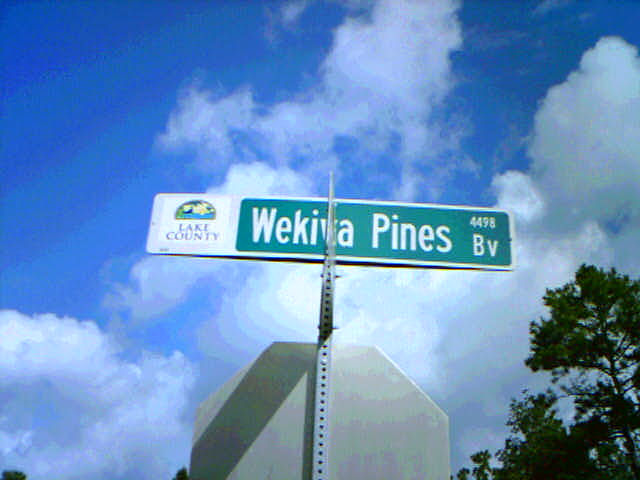 LAKE
COUNTY
Wekiva Pines
4498
Bv